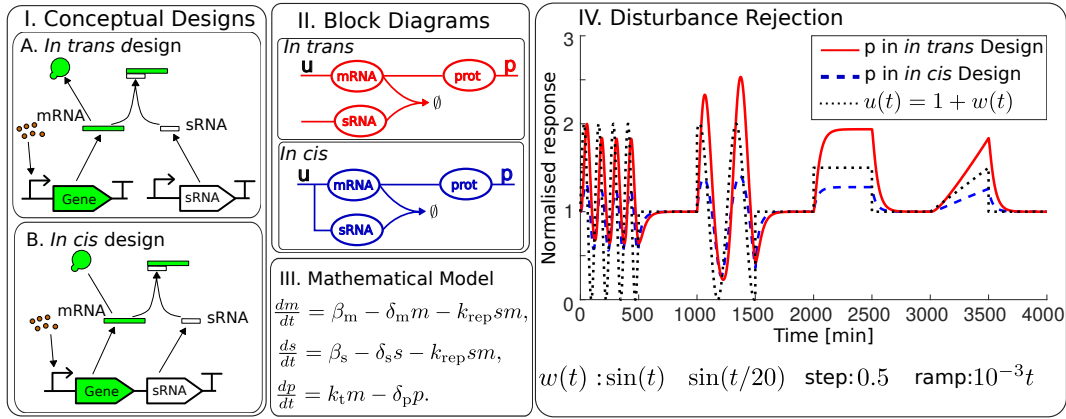 I. Conceptual Designs
A. In trans design
mRNA
sRNA
Gene
sRNA
B. In cis design
mRNA
sRNA
Gene
sRNA
II. Block Diagrams
In trans
u
mRNA
prot
p
∅
sRNA
In cis
u
mRNA
prot
p
∅
sRNA
III. Mathematical Model
dm/dt = β_m − δ_m m − k_rep sm,
ds/dt = β_s − δ_s s − k_rep sm,
dp/dt = k_t m − δ_p p.
IV. Disturbance Rejection
p in in trans Design
p in in cis Design
u(t) = 1 + w(t)
Normalised response
3
2
1
0
0 500 1000 1500 2000 2500 3000 3500 4000
Time [min]
w(t) : sin(t) sin(t/20) step: 0.5 ramp: 10^{-3}t